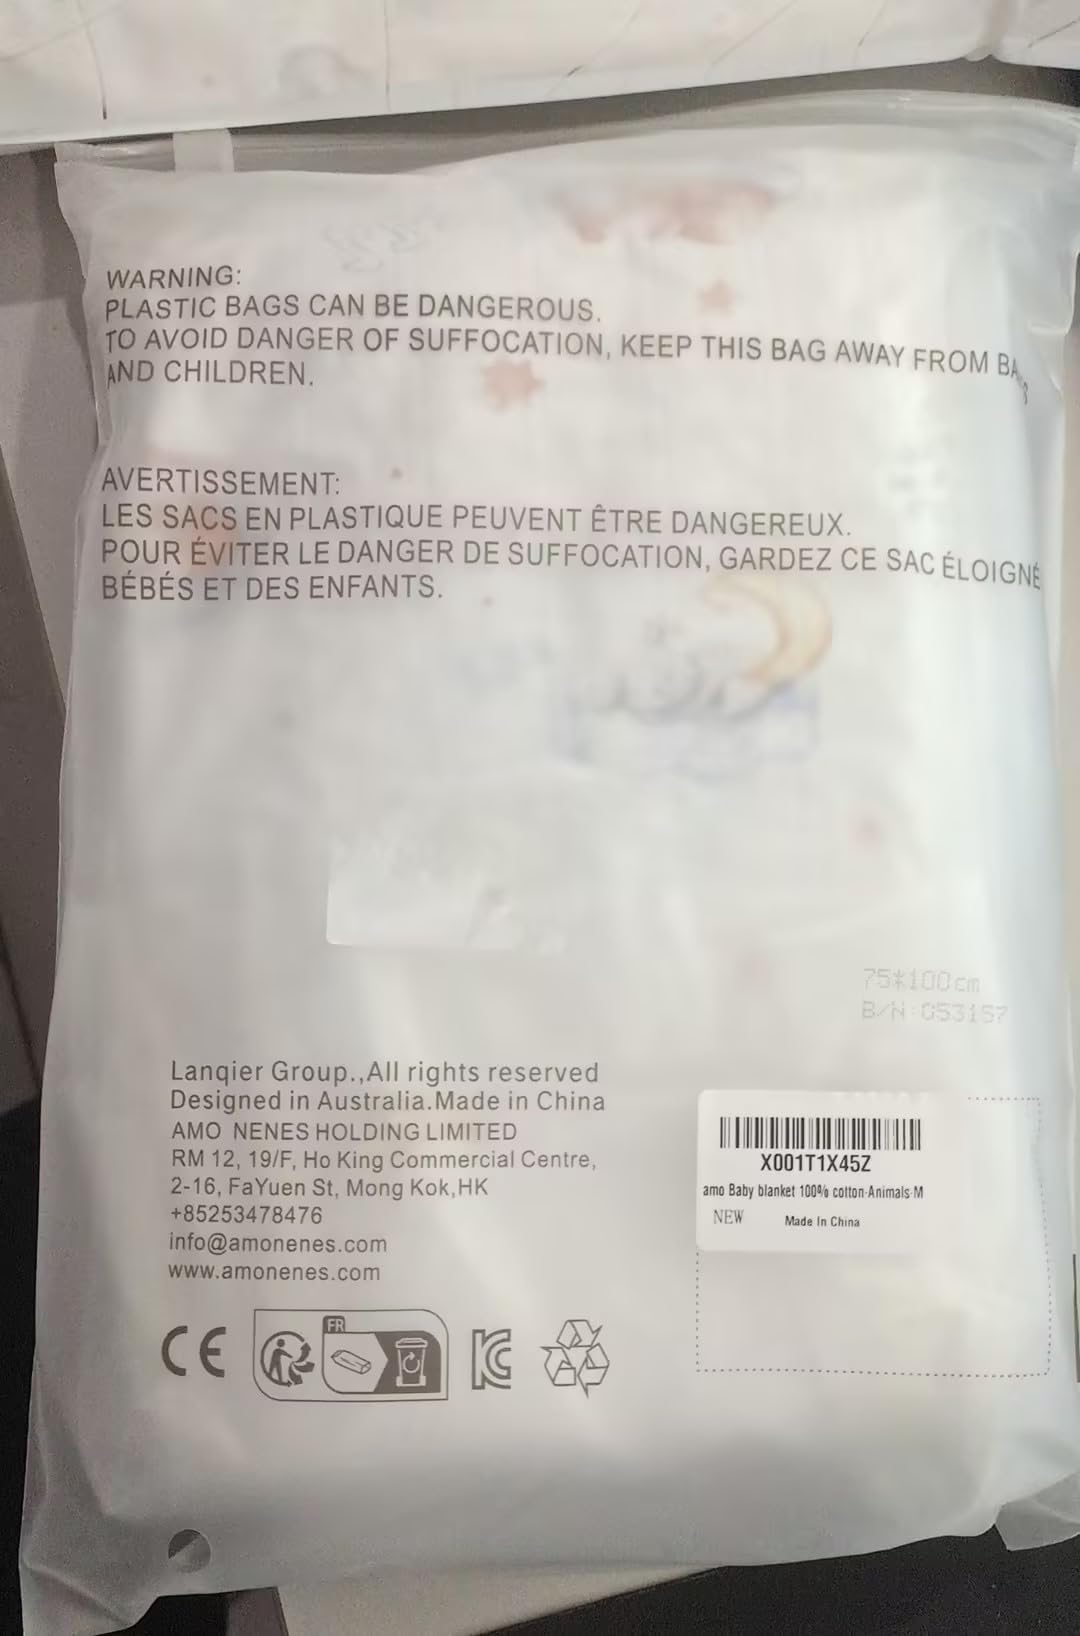 WARNING:
PLASTIC BAGS CAN BE DANGEROUS.
TO AVOID DANGER OF SUFFOCATION, KEEP THIS BAG AWAY FROM
AND CHILDREN.
AVERTISSEMENT:
LES SACS EN PLASTIQUE PEUVENT ÊTRE DANGEREUX.
POUR ÉVITER LE DANGER DE SUFFOCATION, GARDEZ CE SAC ÉLOIGNÉ
BÉBÉS ET DES ENFANTS.
75*100cm
B/N:G53157
Lanqier Group.,All rights reserved
Designed in Australia.Made in China
AMO NENES HOLDING LIMITED
RM 12, 19/F, Ho King Commercial Centre,
2-16, FaYuen St, Mong Kok,HK
+85253478476
info@amonenes.com
www.amonenes.com
X001T1X45Z
amo Baby blanket 100% cotton-Animals-M
NEW Made In China
CE
FR
KC